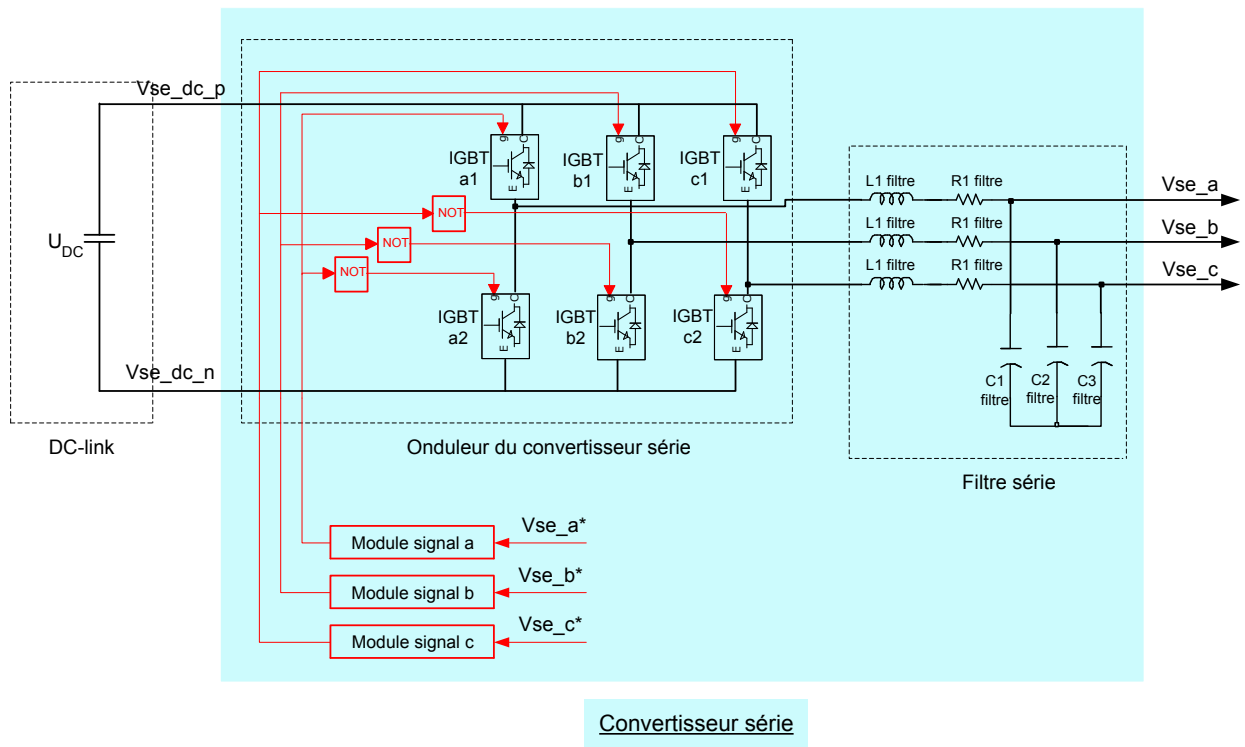 Vse_dc_p
g
C
IGBT
a1
E
g
C
IGBT
b1
E
g
C
IGBT
c1
E
L1 filtre
R1 filtre
Vse_a
NOT
L1 filtre
R1 filtre
Vse_b
UDC
NOT
L1 filtre
R1 filtre
Vse_c
NOT
g
C
IGBT
a2
E
g
C
IGBT
b2
E
g
C
IGBT
c2
E
C1
filtre
C2
filtre
C3
filtre
Vse_dc_n
DC-link
Onduleur du convertisseur série
Filtre série
Module signal a
Vse_a*
Module signal b
Vse_b*
Module signal c
Vse_c*
Convertisseur série